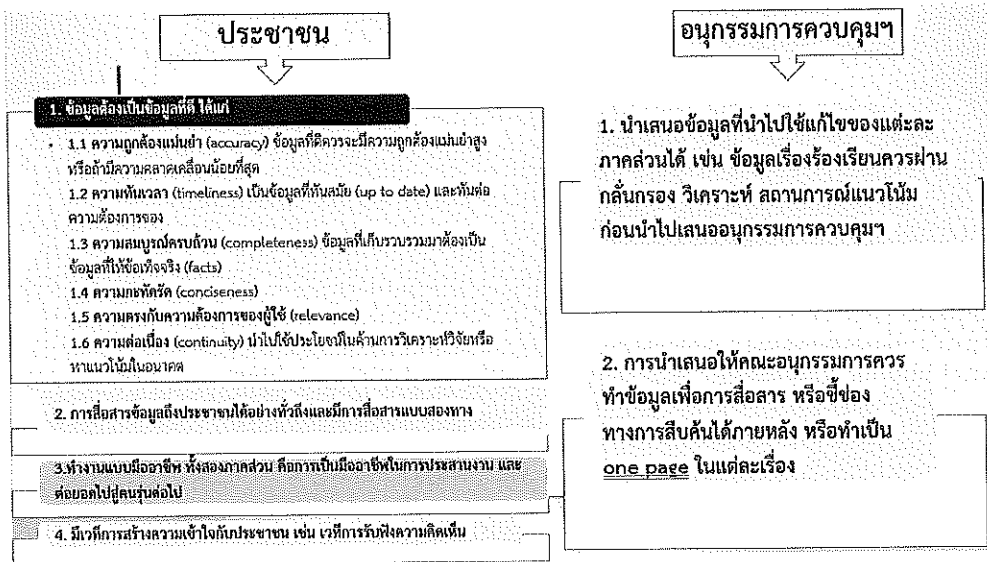 ประชาชน
1. ข้อมูลต้องเป็นข้อมูลที่ดี ได้แก่
• 1.1 ความถูกต้องแม่นยำ (accuracy) ข้อมูลที่ดีควรจะมีความถูกต้องแม่นยำสูง
หรือถ้ามีความคลาดเคลื่อนน้อยที่สุด
1.2 ความทันเวลา (timeliness) เป็นข้อมูลที่ทันสมัย (up to date) และทันต่อ
ความต้องการของ
1.3 ความสมบูรณ์ครบถ้วน (completeness) ข้อมูลที่เก็บรวบรวมมาต้องเป็น
ข้อมูลที่ให้ข้อเท็จจริง (facts)
1.4 ความกะทัดรัด (conciseness)
1.5 ความตรงกับความต้องการของผู้ใช้ (relevance)
1.6 ความต่อเนื่อง (continuity) นำไปใช้ประโยชน์ในด้านการวิเคราะห์วิจัยหรือ
หาแนวโน้มในอนาคต
2. การสื่อสารข้อมูลถึงประชาชนได้อย่างทั่วถึงและมีการสื่อสารแบบสองทาง
3.ทำงานแบบมืออาชีพ ทั้งสองภาคส่วน คือการเป็นมืออาชีพในการประสานงาน และ
ต่อยอดไปสู่คนรุ่นต่อไป
4. มีเวทีการสร้างความเข้าใจกับประชาชน เช่น เวทีการรับฟังความคิดเห็น
อนุกรรมการควบคุมฯ
1. นำเสนอข้อมูลที่นำไปใช้แก้ไขของแต่ะละ
ภาคส่วนได้ เช่น ข้อมูลเรื่องร้องเรียนควรผ่าน
กลั่นกรอง วิเคราะห์ สถานการณ์แนวโน้ม
ก่อนนำไปเสนออนุกรรมการควบคุมฯ
2. การนำเสนอให้คณะอนุกรรมการควร
ทำข้อมูลเพื่อการสื่อสาร หรือชี้ช่อง
ทางการสืบค้นได้ภายหลัง หรือทำเป็น
one page ในแต่ละเรื่อง